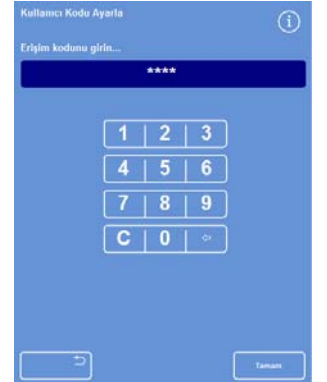 Kullanıcı Kodu Ayarla
i
Erişim kodunu girin...
****
1 2 3
4 5 6
7 8 9
C 0
Tamam